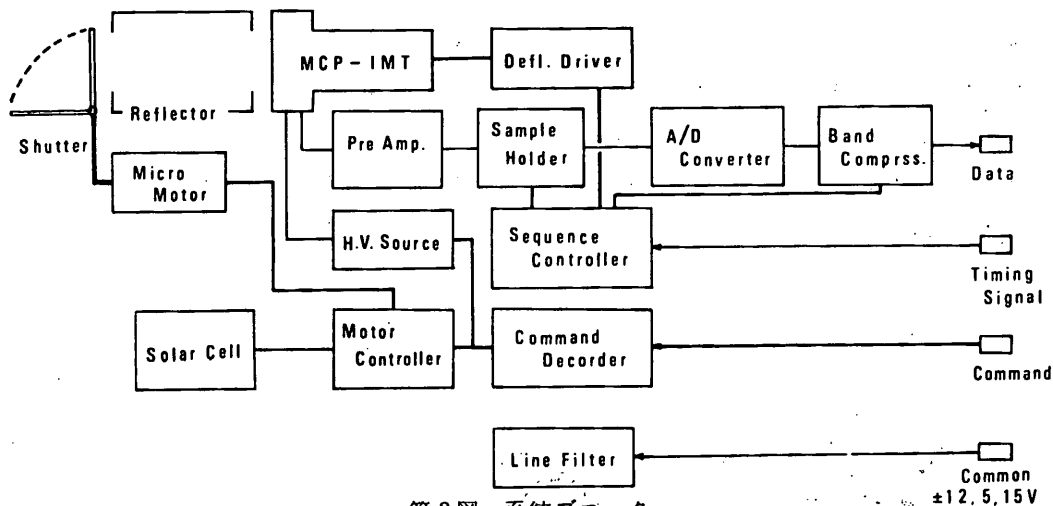 MCP-IMT
Defl. Driver
Reflector
Shutter
Pre Amp.
Sample
Holder
A/D
Converter
Band
Comprss.
Data
Micro
Motor
H.V. Source
Sequence
Controller
Timing
Signal
Solar Cell
Motor
Controller
Command
Decorder
Command
Line Filter
Common
±12,5,15V